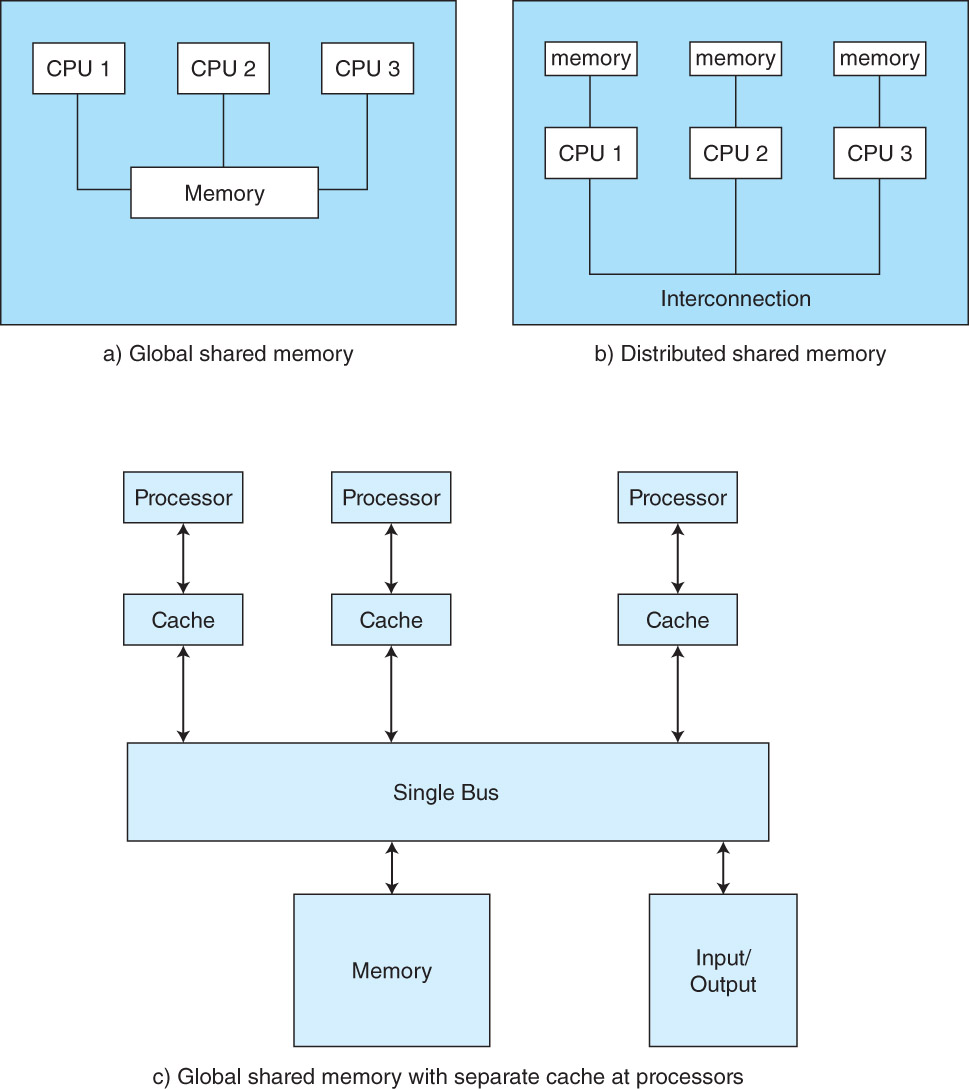 CPU 1
CPU 2
CPU 3
Memory
a) Global shared memory
memory
memory
memory
CPU 1
CPU 2
CPU 3
Interconnection
b) Distributed shared memory
Processor
Processor
Processor
Cache
Cache
Cache
Single Bus
Memory
Input/
Output
c) Global shared memory with separate cache at processors